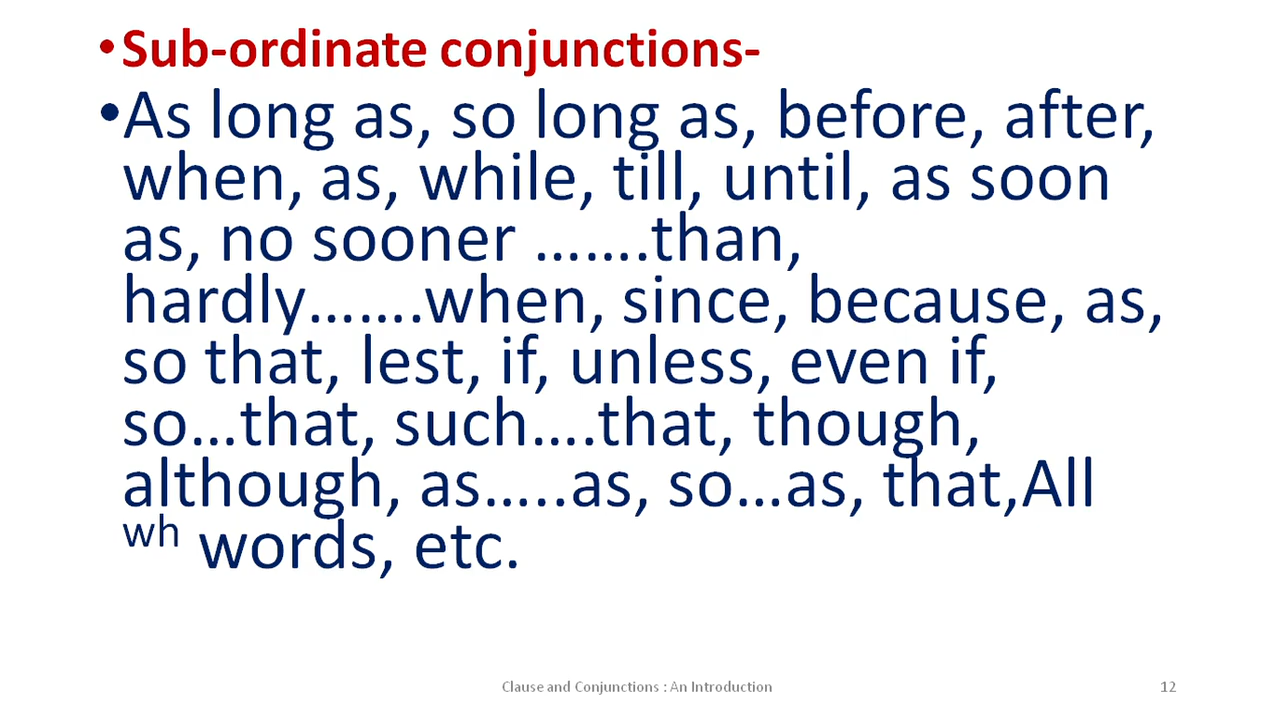 •Sub-ordinate conjunctions-
•As long as, so long as, before, after,
when, as, while, till, until, as soon
as, no sooner …….than,
hardly…….when, since, because, as,
so that, lest, if, unless, even if,
so…that, such….that, though,
although, as…..as, so…as, that,All
wh words, etc.
Clause and Conjunctions : An Introduction
12